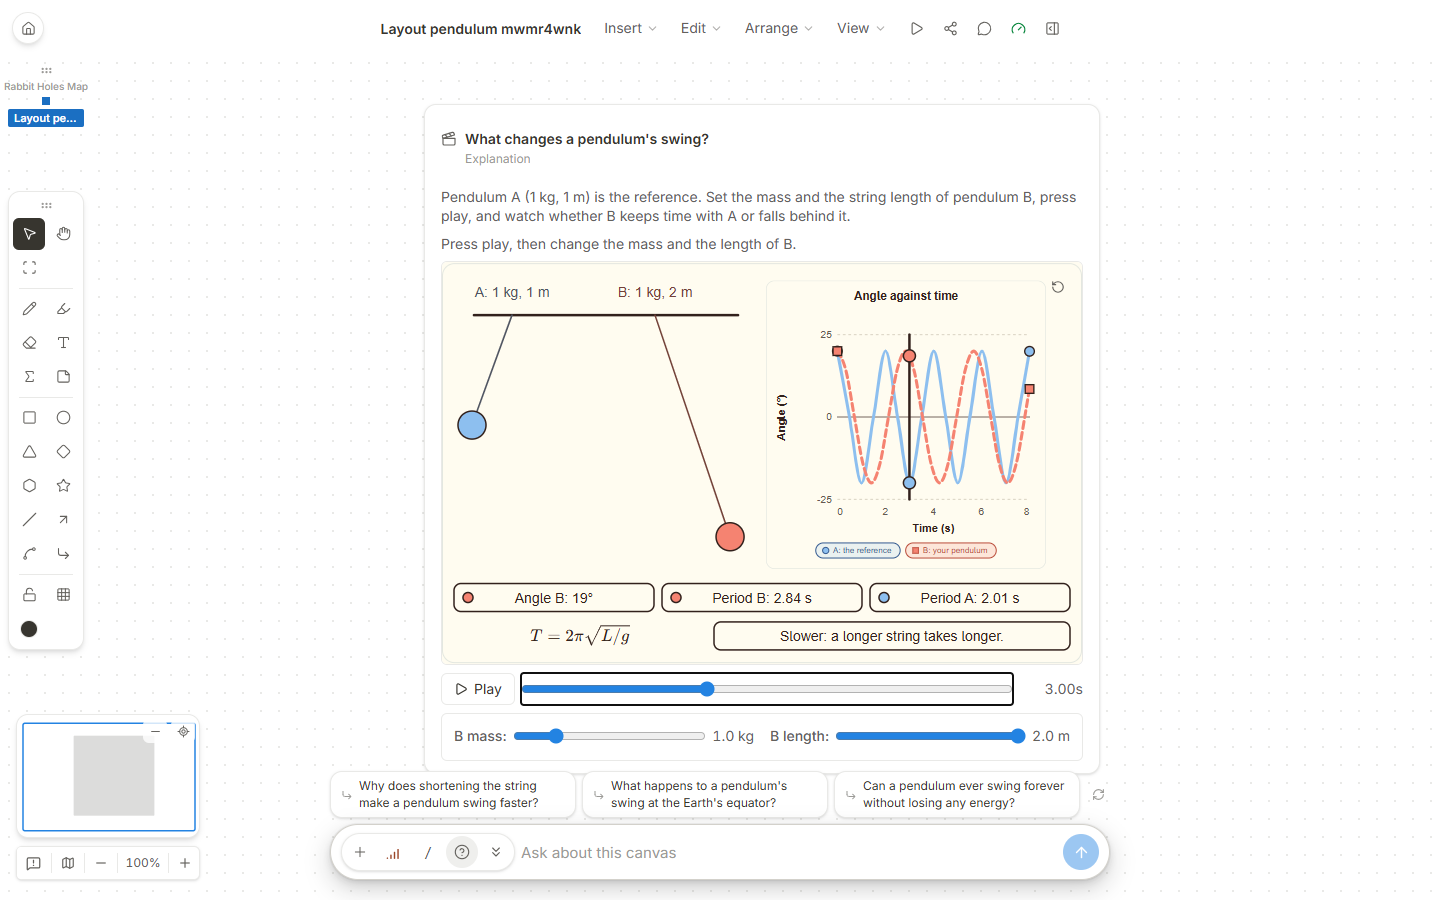 Layout pendulum mwmr4wnk
Insert
Edit
Arrange
View
Rabbit Holes Map
Layout pe...
What changes a pendulum's swing?
Explanation
Pendulum A (1 kg, 1 m) is the reference. Set the mass and the string length of pendulum B, press
play, and watch whether B keeps time with A or falls behind it.
Press play, then change the mass and the length of B.
A: 1 kg, 1 m
B: 1 kg, 2 m
Angle against time
25
0
-25
Angle (°)
0 2 4 6 8
Time (s)
A: the reference
B: your pendulum
Angle B: 19°
Period B: 2.84 s
Period A: 2.01 s
T = 2π√L/g
Slower: a longer string takes longer.
Play
3.00s
B mass:
1.0 kg
B length:
2.0 m
Why does shortening the string
make a pendulum swing faster?
What happens to a pendulum's
swing at the Earth's equator?
Can a pendulum ever swing forever
without losing any energy?
100%
/
Ask about this canvas